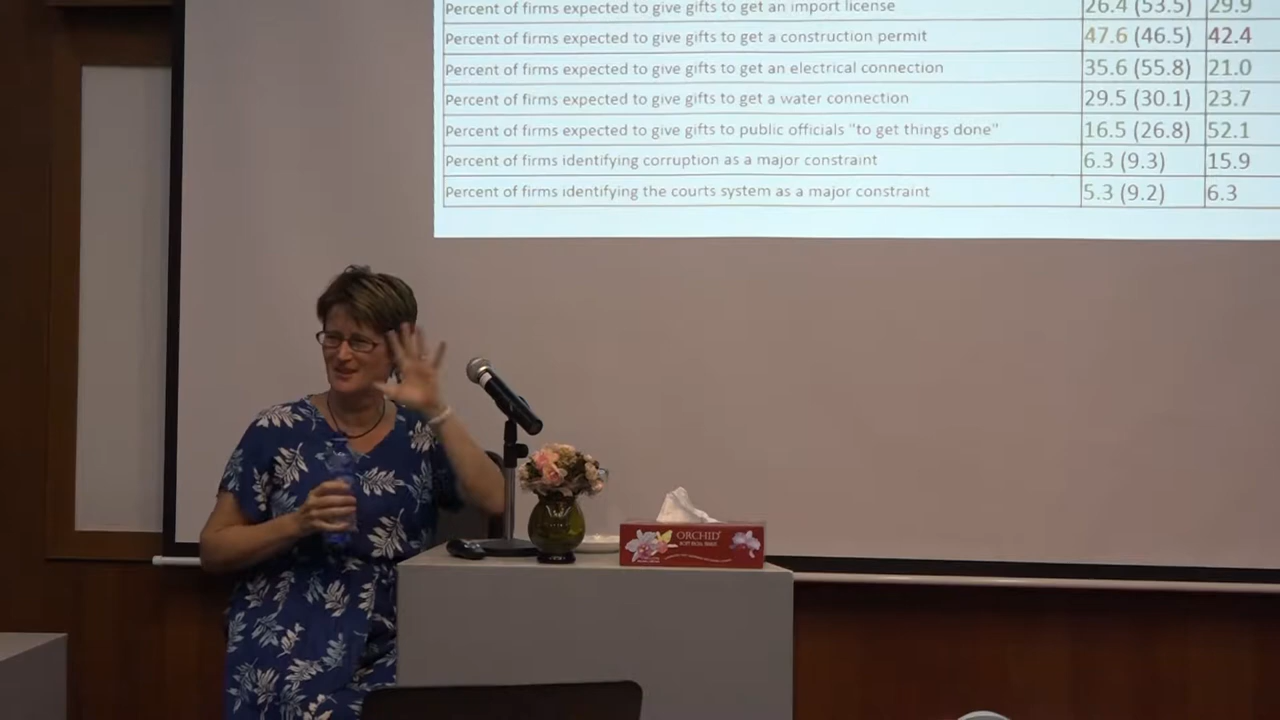 Percent of firms expected to give gifts to get an import license 26.4 (53.5) 29.9
Percent of firms expected to give gifts to get a construction permit 47.6 (46.5) 42.4
Percent of firms expected to give gifts to get an electrical connection 35.6 (55.8) 21.0
Percent of firms expected to give gifts to get a water connection 29.5 (30.1) 23.7
Percent of firms expected to give gifts to public officials "to get things done" 16.5 (26.8) 52.1
Percent of firms identifying corruption as a major constraint 6.3 (9.3) 15.9
Percent of firms identifying the courts system as a major constraint 5.3 (9.2) 6.3
ORCHID